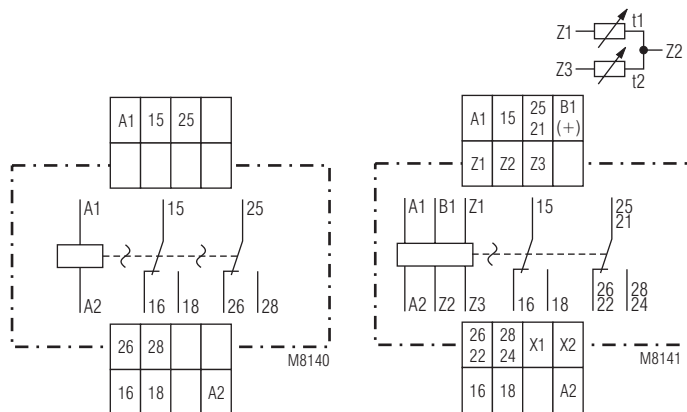 Z1 t1
Z2
Z3 t2
A1 15 25
A1 15 25
A2 16 18 26 28
26 28
16 18 A2
M8140
A1 15 25 B1
21 (+)
Z1 Z2 Z3
A1 B1 Z1 15 25
21
A2 Z2 Z3 16 18 26 28
22 24
26 28 X1 X2
22 24
16 18 A2
M8141